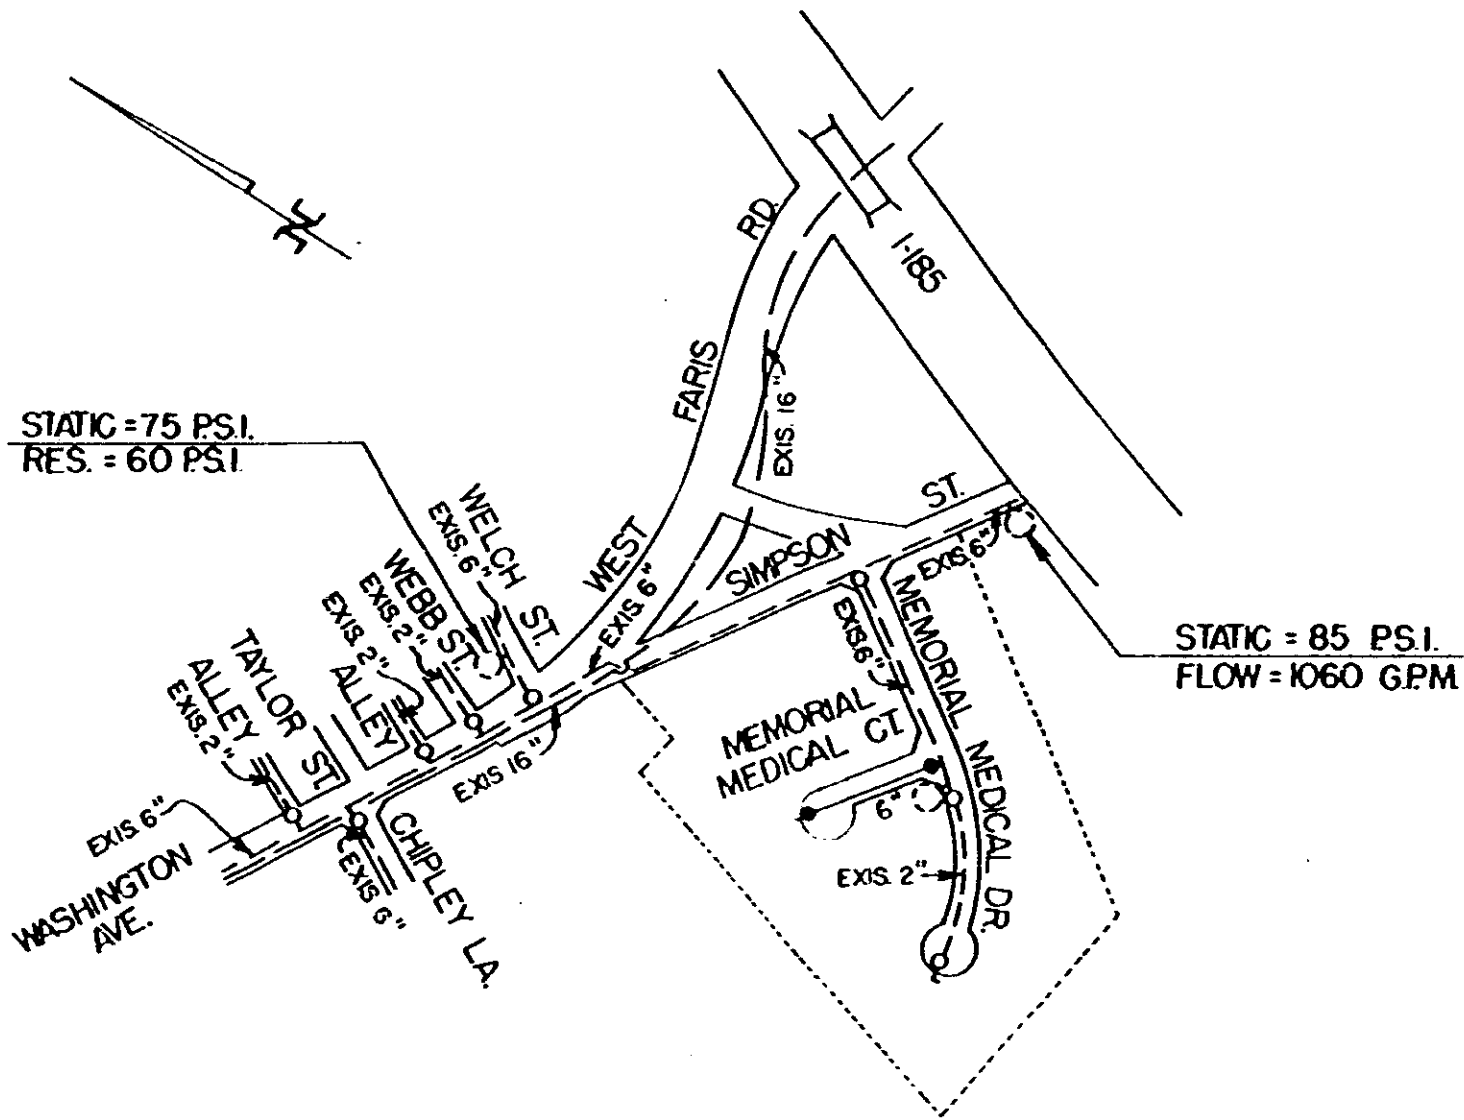 N
RD.
I-185
FARIS
EXIS. 16"
STATIC = 75 P.S.I.
RES. = 60 P.S.I.
WELCH ST.
EXIS. 6"
WEBB ST.
EXIS. 2"
EXIS. 2"
ALLEY
TAYLOR ST.
ALLEY
EXIS. 2"
WEST
EXIS. 6"
SIMPSON
ST.
EXIS. 6"
STATIC = 85 P.S.I.
FLOW = 1060 G.P.M.
EXIS. 6"
MEMORIAL
MEDICAL DR.
MEMORIAL
MEDICAL CT.
6"
EXIS. 2"
EXIS 16"
EXIS. 6"
WASHINGTON
AVE.
EXIS 6"
CHIPLEY LA.